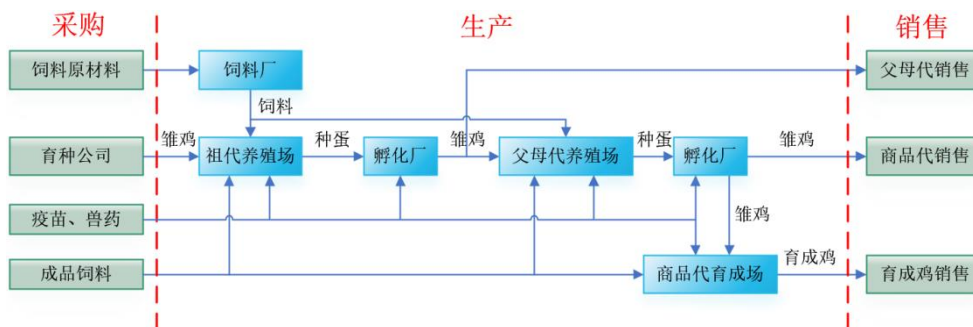 采购
生产
销售
饲料原材料
饲料厂
父母代销售
饲料
育种公司
雏鸡
祖代养殖场
种蛋
孵化厂
雏鸡
父母代养殖场
种蛋
孵化厂
雏鸡
商品代销售
疫苗、兽药
雏鸡
成品饲料
商品代育成场
育成鸡
育成鸡销售